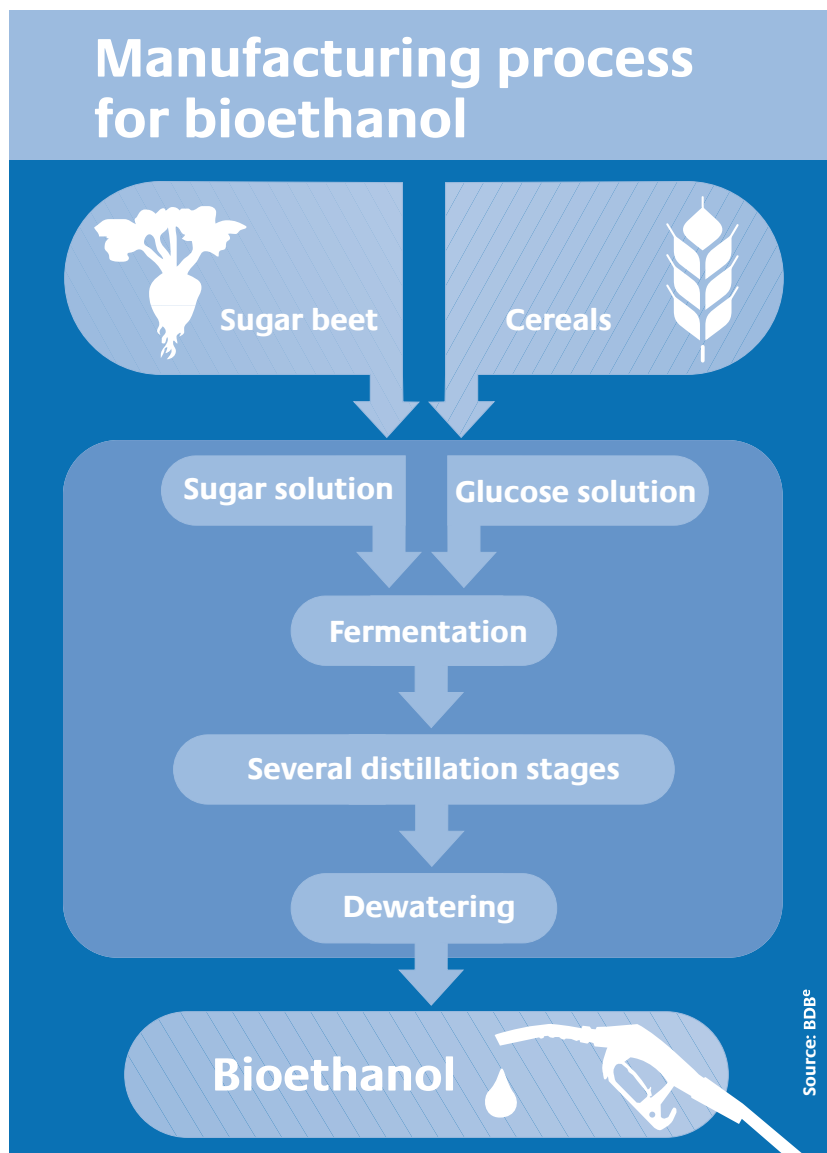 Manufacturing process
for bioethanol
Sugar beet
Cereals
Sugar solution
Glucose solution
Fermentation
Several distillation stages
Dewatering
Bioethanol
Source: BDBᵉ